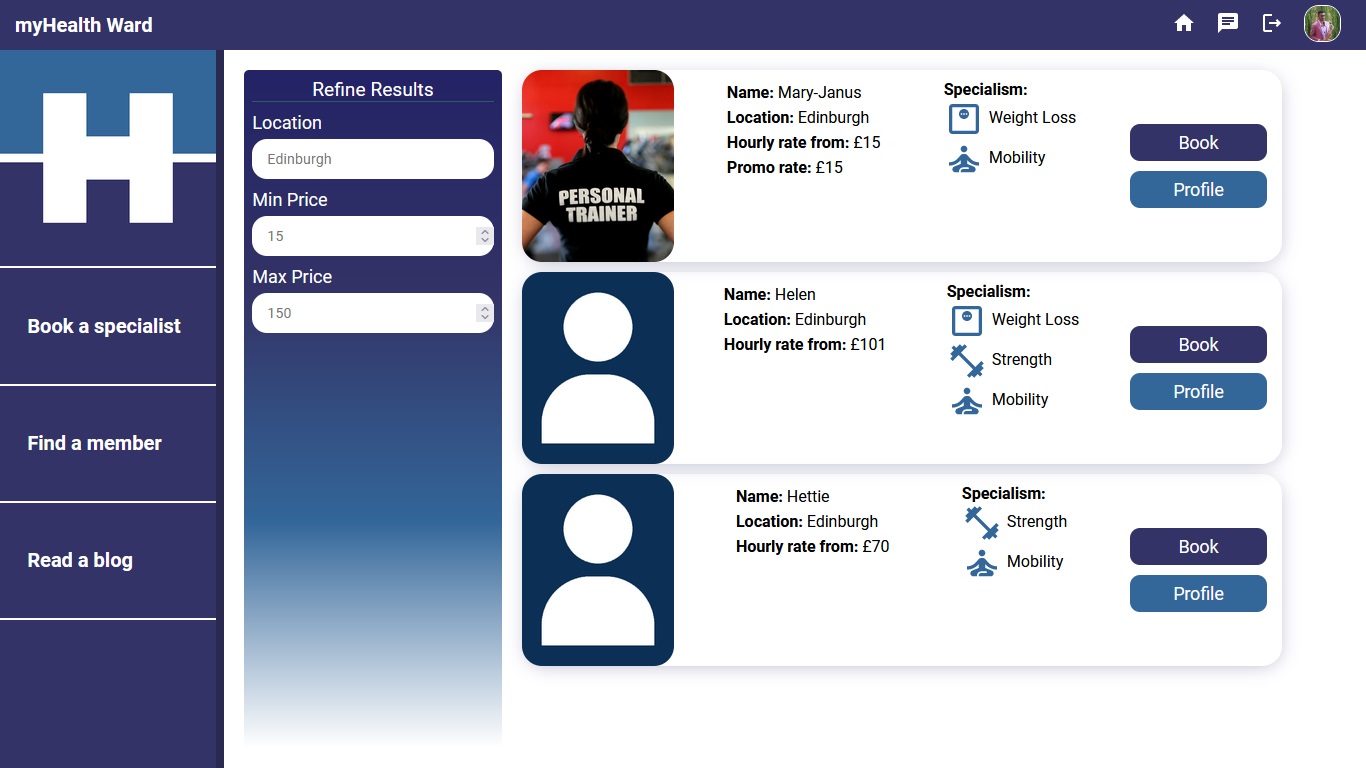 myHealth Ward
H
Book a specialist
Find a member
Read a blog
Refine Results
Location
Edinburgh
Min Price
15
Max Price
150
PERSONAL
TRAINER
Name: Mary-Janus
Location: Edinburgh
Hourly rate from: £15
Promo rate: £15
Specialism:
Weight Loss
Mobility
Book
Profile
Name: Helen
Location: Edinburgh
Hourly rate from: £101
Specialism:
Weight Loss
Strength
Mobility
Book
Profile
Name: Hettie
Location: Edinburgh
Hourly rate from: £70
Specialism:
Strength
Mobility
Book
Profile